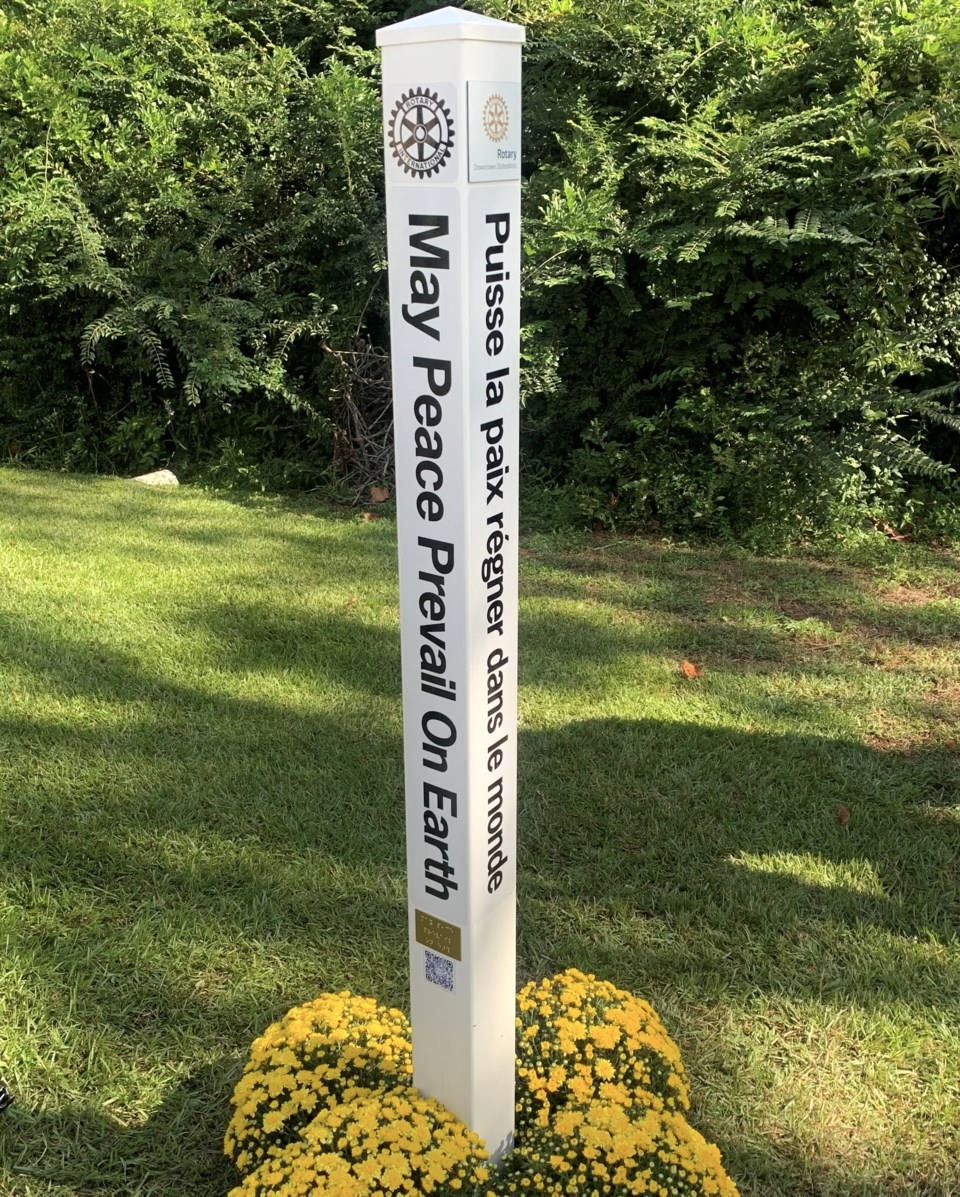 ROTARY
INTERNATIONAL
May Peace Prevail On Earth
Rotary
Puisse la paix régner dans le monde